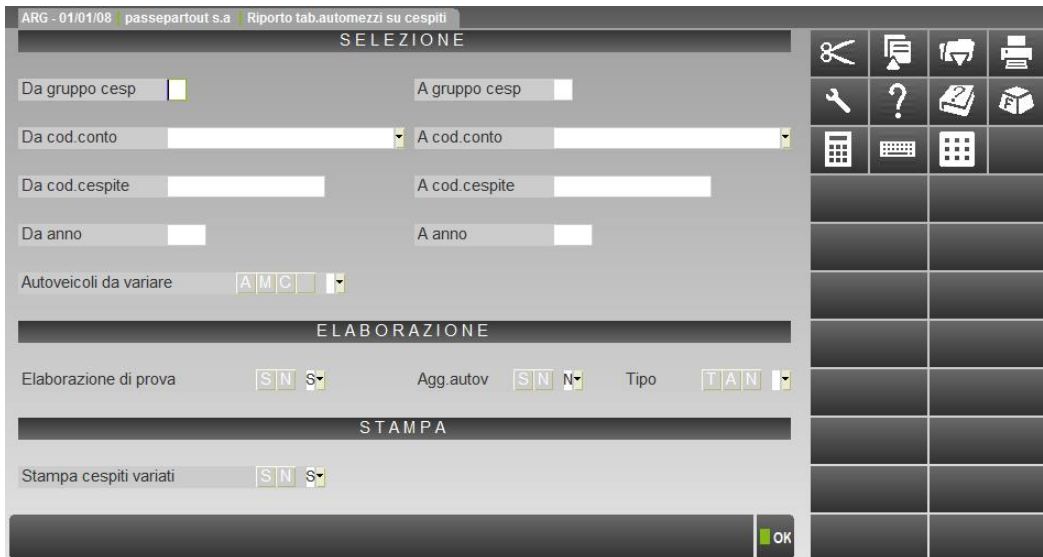 ARG - 01/01/08 passepartout s.a Riporto tab.automezzi su cespiti
SELEZIONE
Da gruppo cesp A gruppo cesp
Da cod.conto A cod.conto
Da cod.cespite A cod.cespite
Da anno A anno
Autoveicoli da variare A M C
ELABORAZIONE
Elaborazione di prova S N S Agg.autov S N N Tipo T A N
STAMPA
Stampa cespiti variati S N S
OK